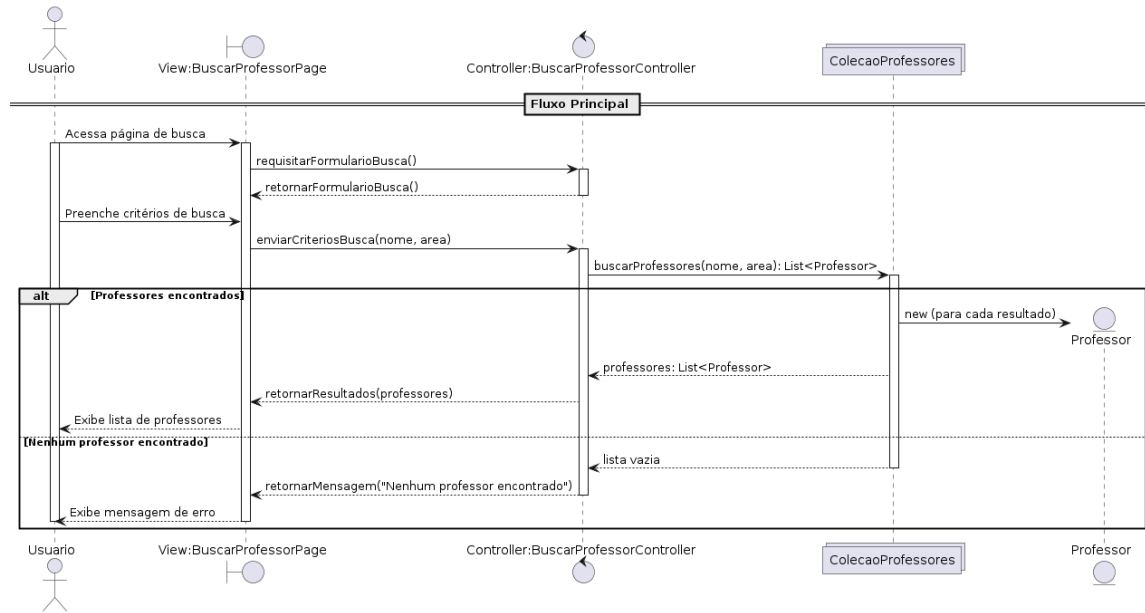 Usuario
View:BuscarProfessorPage
Controller:BuscarProfessorController
ColecaoProfessores
Fluxo Principal
Acessa página de busca
requisitarFormularioBusca()
retornarFormularioBusca()
Preenche critérios de busca
enviarCriteriosBusca(nome, area)
buscarProfessores(nome, area): List<Professor>
alt
[Professores encontrados]
new (para cada resultado)
Professor
professores: List<Professor>
retornarResultados(professores)
Exibe lista de professores
[Nenhum professor encontrado]
lista vazia
retornarMensagem("Nenhum professor encontrado")
Exibe mensagem de erro
Usuario
View:BuscarProfessorPage
Controller:BuscarProfessorController
ColecaoProfessores
Professor